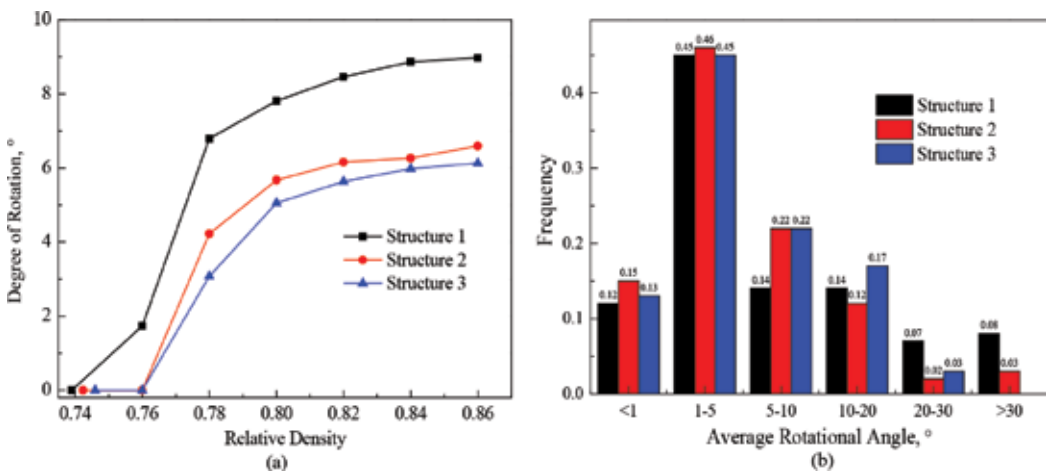 10
8
6
4
2
0
Degree of Rotation, °
Structure 1
Structure 2
Structure 3
0.74 0.76 0.78 0.80 0.82 0.84 0.86
Relative Density
(a)
0.4
0.3
0.2
0.1
0.0
Frequency
0.45 0.46 0.45
Structure 1
Structure 2
Structure 3
0.12 0.15 0.13
0.14 0.22 0.22
0.14 0.12 0.17
0.07 0.02 0.03
0.08 0.03
<1 1-5 5-10 10-20 20-30 >30
Average Rotational Angle, °
(b)